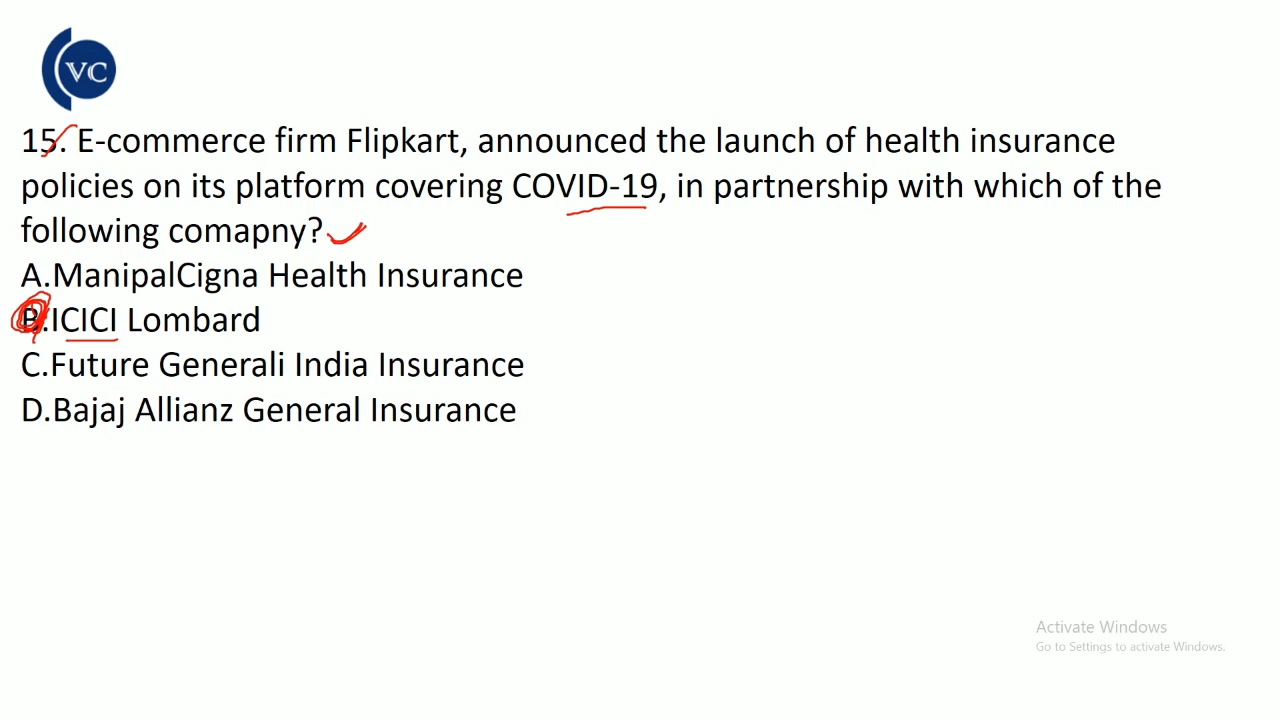 VC
15. E-commerce firm Flipkart, announced the launch of health insurance
policies on its platform covering COVID-19, in partnership with which of the
following comapny?
A.ManipalCigna Health Insurance
B.ICICI Lombard
C.Future Generali India Insurance
D.Bajaj Allianz General Insurance
Activate Windows
Go to Settings to activate Windows.